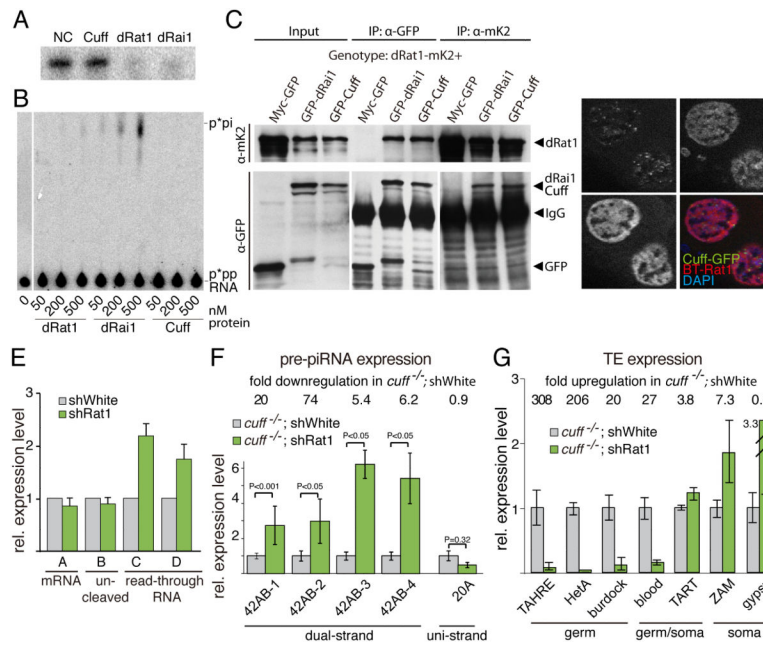 A
NC Cuff dRat1 dRai1
B
p*pi
p*pp
RNA
0 50 200 500 50 200 500 50 200 500 nM
dRat1 dRai1 Cuff protein
C
Input IP: α-GFP IP: α-mK2
Genotype: dRat1-mK2+
Myc-GFP GFP-dRai1 GFP-Cuff Myc-GFP GFP-dRai1 GFP-Cuff Myc-GFP GFP-dRai1 GFP-Cuff
α-mK2
dRat1
α-GFP
dRai1
Cuff
IgG
GFP
Cuff-GFP
BT-Rat1
DAPI
E
shWhite
shRat1
rel. expression level
3
2
1
A B C D
mRNA un-cleaved read-through RNA
F
pre-piRNA expression
fold downregulation in cuff -/-; shWhite
20 74 5.4 6.2 0.9
cuff -/-; shWhite
cuff -/-; shRat1
P<.001 P<.05 P<.05 P<.05 P=0.32
rel. expression level
6
4
2
1
42AB-1 42AB-2 42AB-3 42AB-4 20A
dual-strand uni-strand
G
TE expression
fold upregulation in cuff -/-; shWhite
308 206 20 27 3.8 7.3 0.
cuff -/-; shWhite
cuff -/-; shRat1
3.3
rel. expression level
2
1
TAHRE HetA burdock blood TART ZAM gyps
germ germ/soma soma